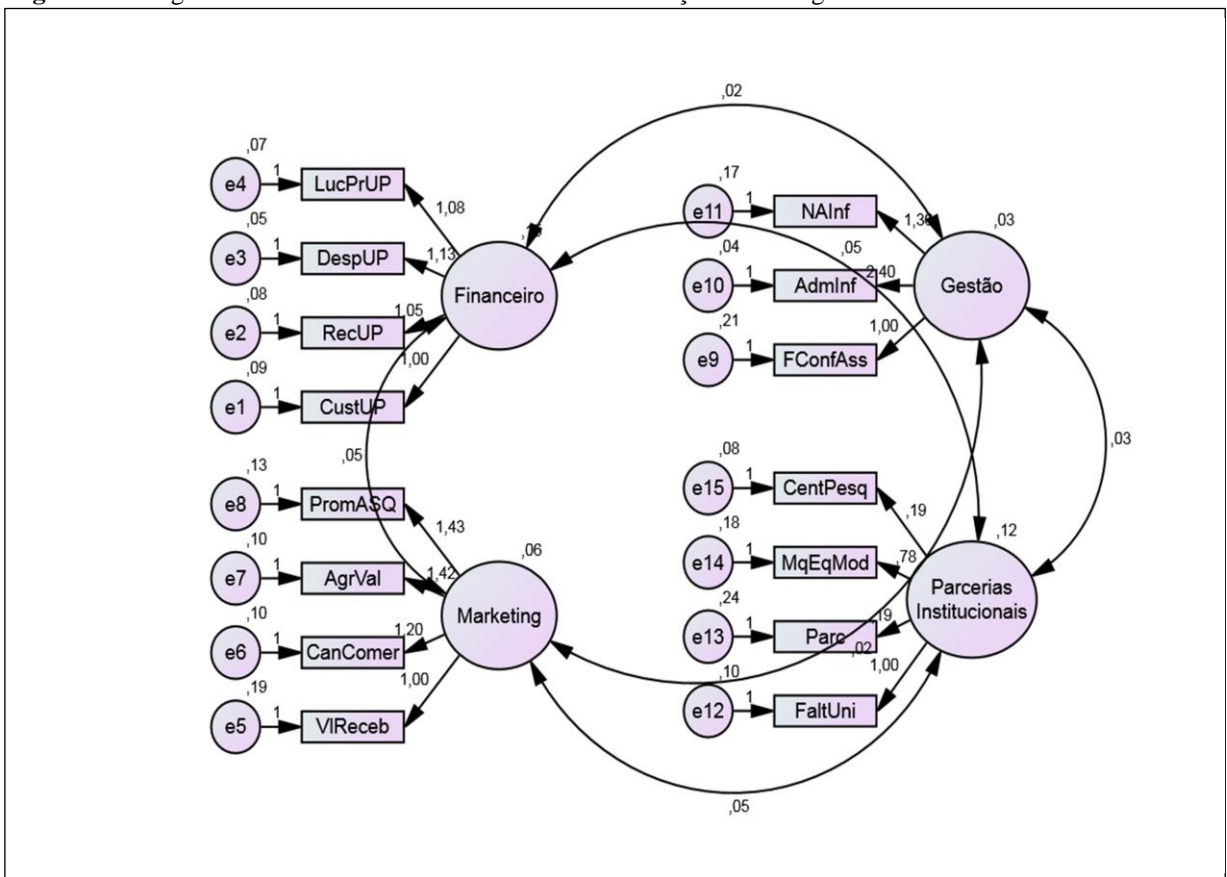 ,02
,07
e4 1 LucPrUP
1,08
,05
e3 1 DespUP
1,13
,08
e2 1 RecUP
1,05
,09
e1 1 CustUP
1,00
Financeiro
,05
,13
e8 1 PromASQ
1,43
,10
e7 1 AgrVal
1,42
,10
e6 1 CanComer
1,20
,19
e5 1 VlReceb
1,00
,06
Marketing
,17
e11 1 NAInf
,04
e10 1 AdmInf
2,40
,21
e9 1 FConfAss
1,00
,05
,03
Gestão
,03
,08
e15 1 CentPesq
,19
,18
e14 1 MqEqMod
,78
,24
e13 1 Parc
,19
,02
,10
e12 1 FaltUni
1,00
,12
Parcerias
Institucionais
,05